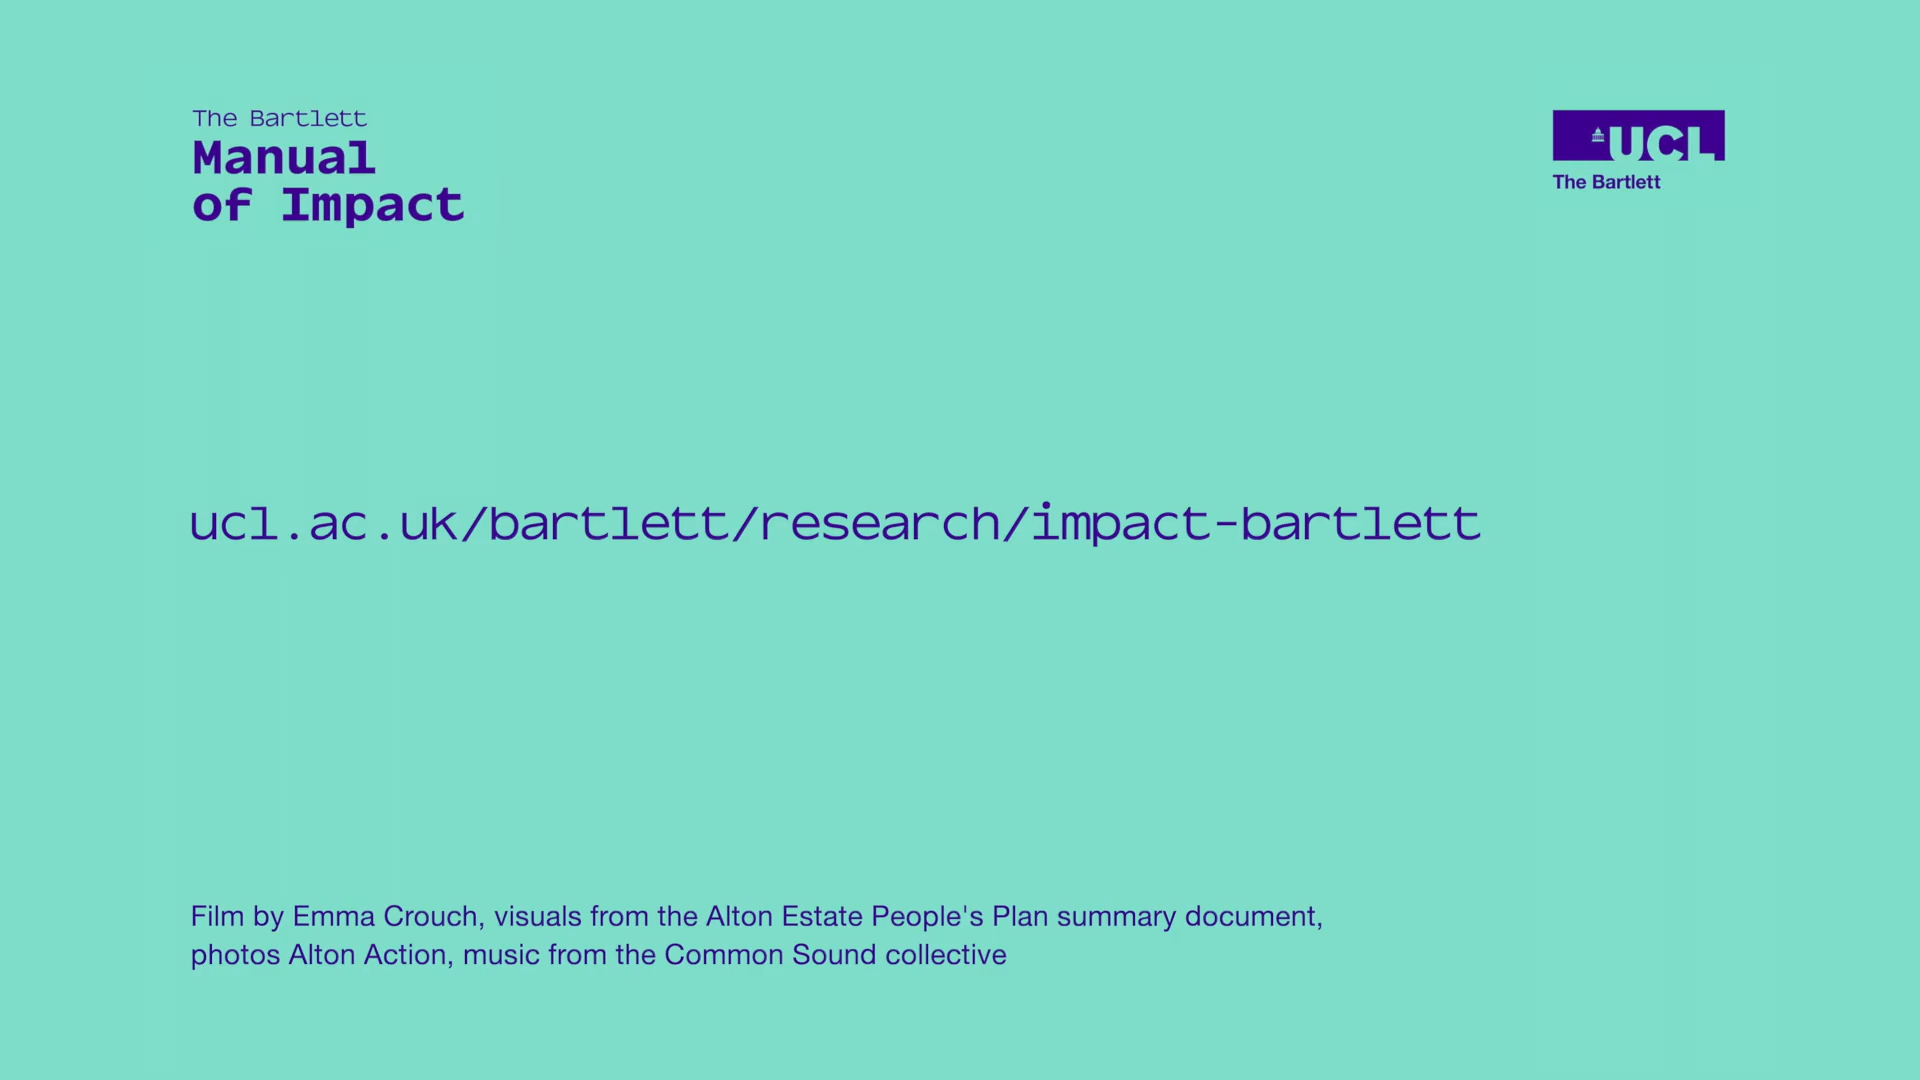 The Bartlett
Manual
of Impact
UCL
The Bartlett
ucl.ac.uk/bartlett/research/impact-bartlett
Film by Emma Crouch, visuals from the Alton Estate People's Plan summary document,
photos Alton Action, music from the Common Sound collective